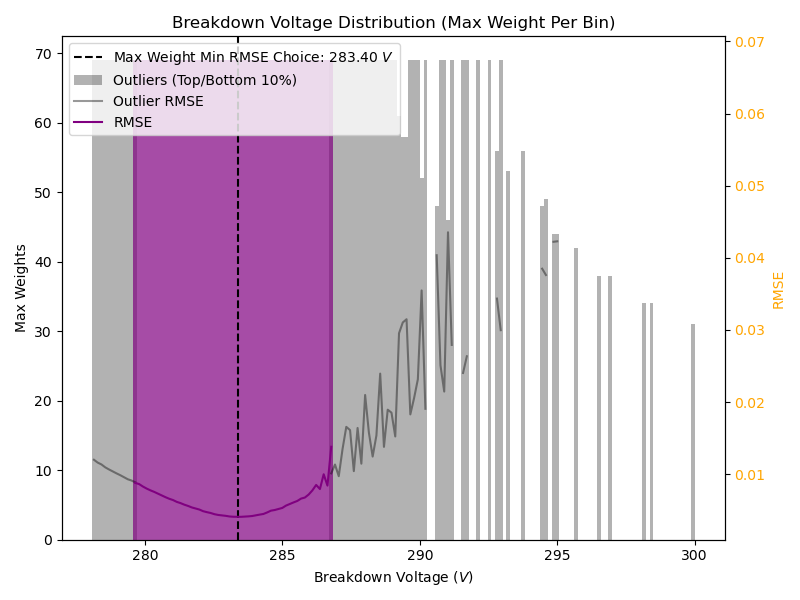 Breakdown Voltage Distribution (Max Weight Per Bin)
Max Weight Min RMSE Choice: 283.40 V
Outliers (Top/Bottom 10%)
Outlier RMSE
RMSE
Max Weights
70
60
50
40
30
20
10
0
0.07
0.06
0.05
0.04
0.03
0.02
0.01
RMSE
280
285
290
295
300
Breakdown Voltage (V)